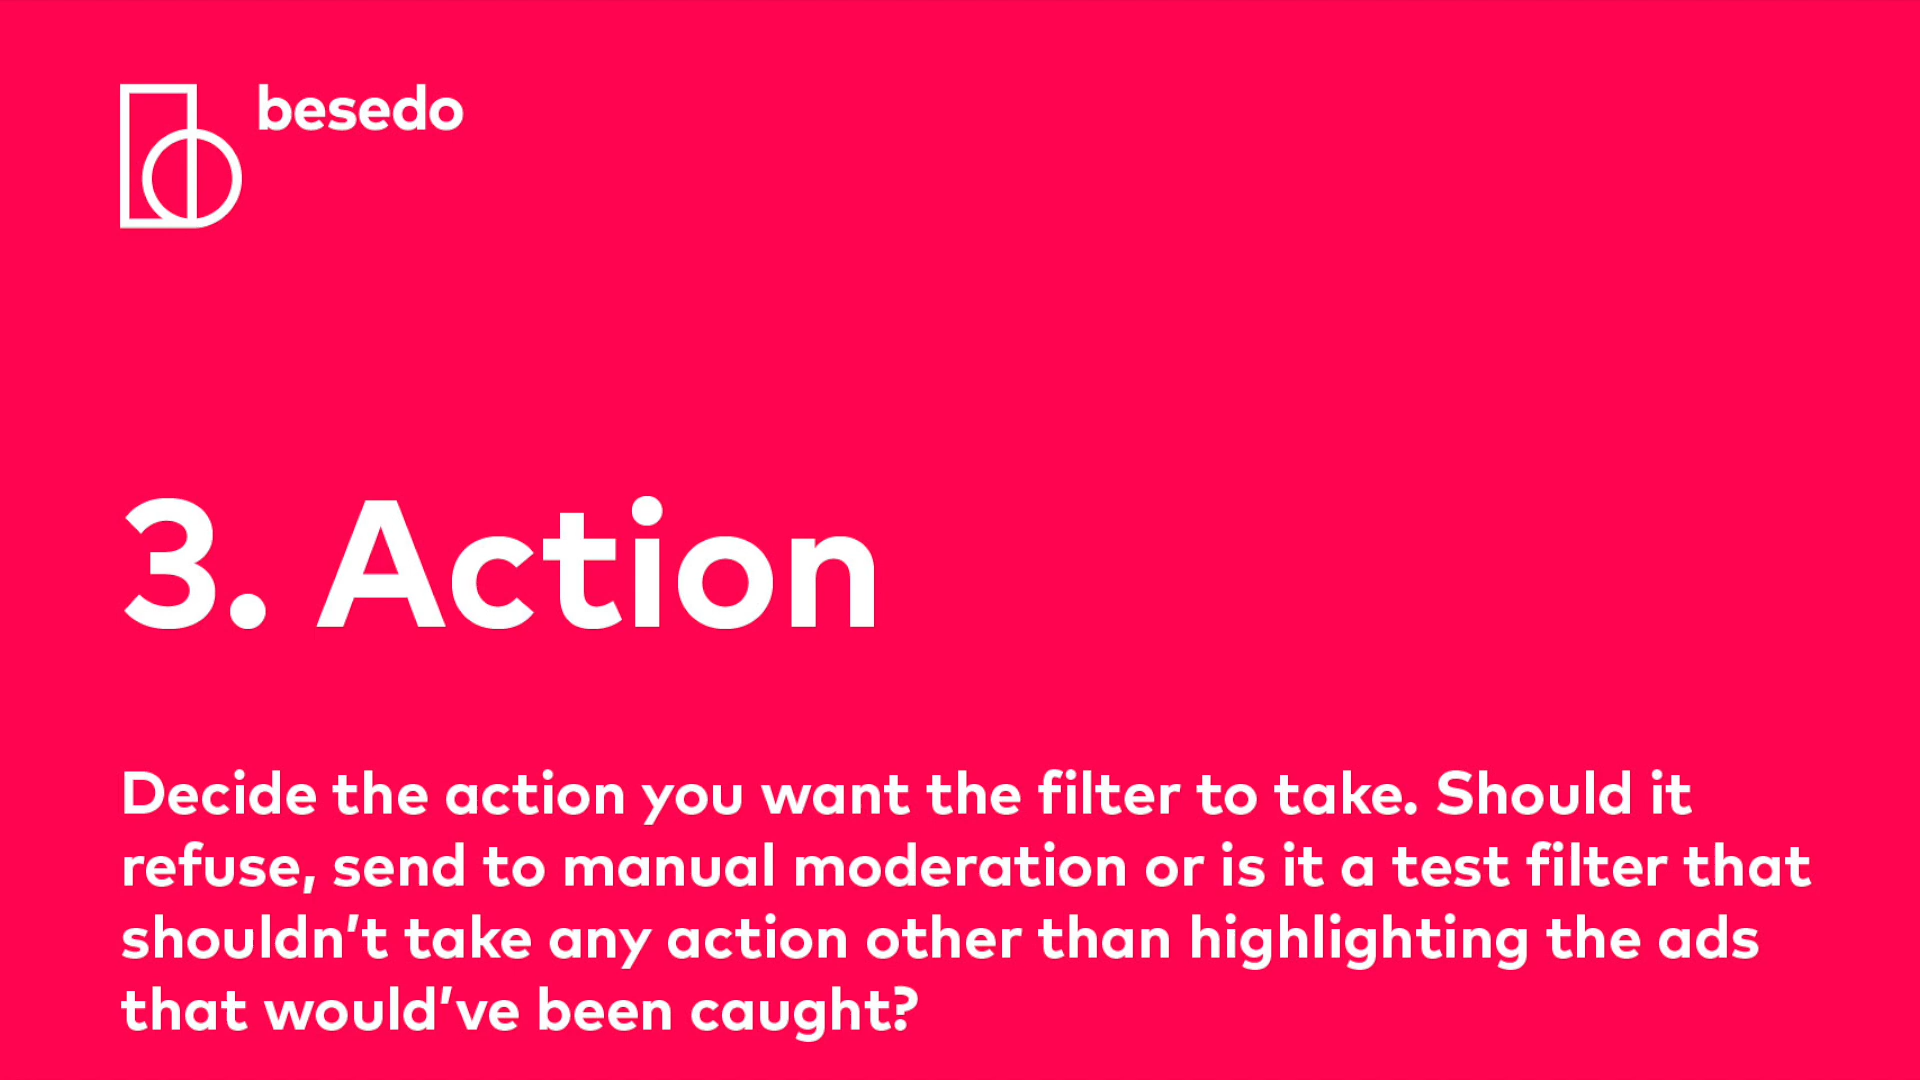 besedo
3. Action
Decide the action you want the filter to take. Should it
refuse, send to manual moderation or is it a test filter that
shouldn’t take any action other than highlighting the ads
that would’ve been caught?